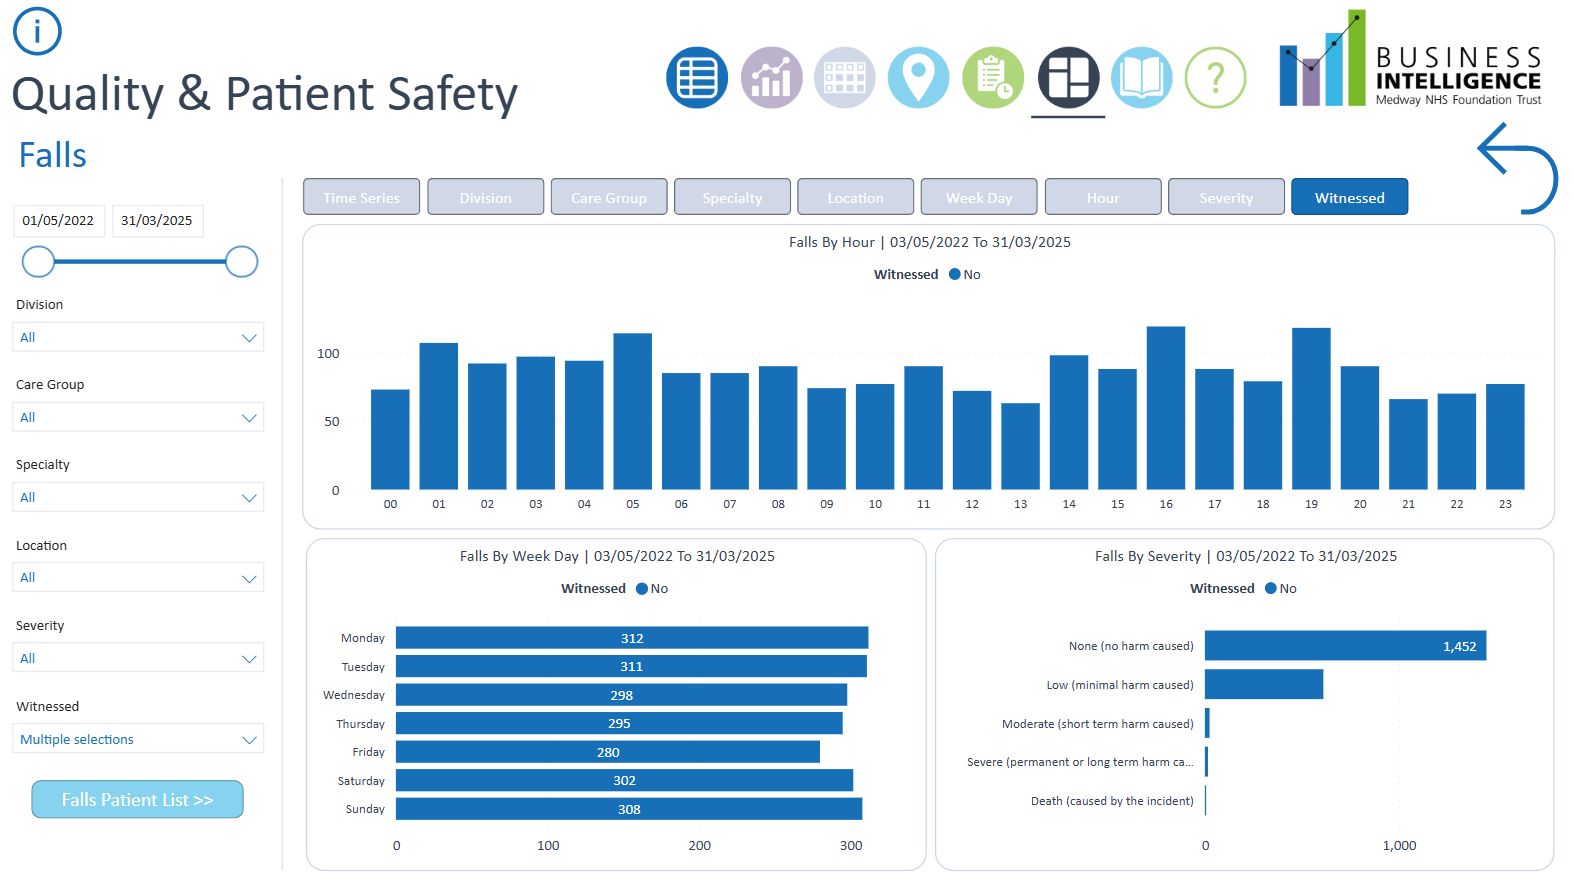 i
Quality & Patient Safety
?
BUSINESS
INTELLIGENCE
Medway NHS Foundation Trust
Falls
Time Series Division Care Group Specialty Location Week Day Hour Severity Witnessed
01/05/2022 31/03/2025
Division
All
Care Group
All
Specialty
All
Location
All
Severity
All
Witnessed
Multiple selections
Falls Patient List >>
Falls By Hour | 03/05/2022 To 31/03/2025
Witnessed No
100
50
0
00 01 02 03 04 05 06 07 08 09 10 11 12 13 14 15 16 17 18 19 20 21 22 23
Falls By Week Day | 03/05/2022 To 31/03/2025
Witnessed No
Monday 312
Tuesday 311
Wednesday 298
Thursday 295
Friday 280
Saturday 302
Sunday 308
0 100 200 300
Falls By Severity | 03/05/2022 To 31/03/2025
Witnessed No
None (no harm caused) 1,452
Low (minimal harm caused)
Moderate (short term harm caused)
Severe (permanent or long term harm ca...
Death (caused by the incident)
0 1,000